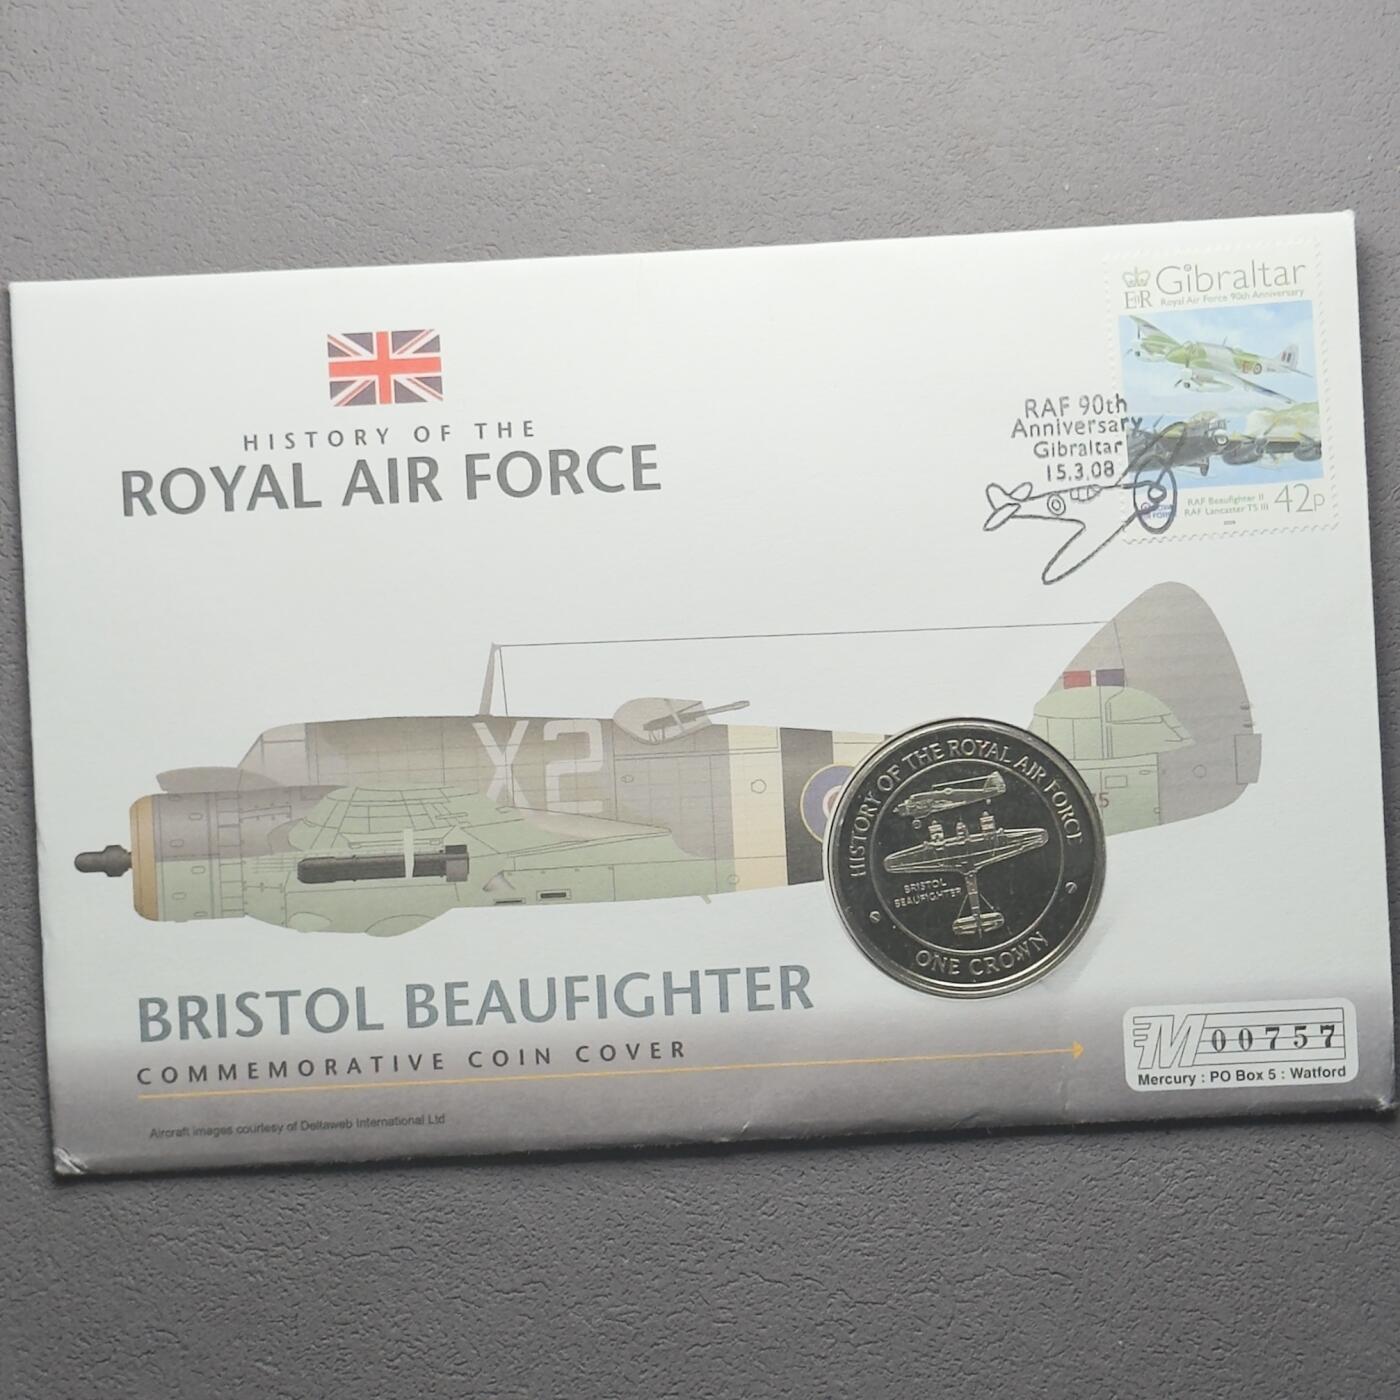 HISTORY OF THE
ROYAL AIR FORCE
EIIR
Gibraltar
Royal Air Force 90th Anniversary
RAF 90th
Anniversary
Gibraltar
15.3.08
RAF Beaufighter II
RAF Lancaster TS III
42p
X2
HISTORY OF THE ROYAL AIR FORCE
BRISTOL
BEAUFIGHTER
ONE CROWN
BRISTOL BEAUFIGHTER
COMMEMORATIVE COIN COVER
M 00757
Mercury : PO Box 5 : Watford
Aircraft images courtesy of Deltaweb International Ltd